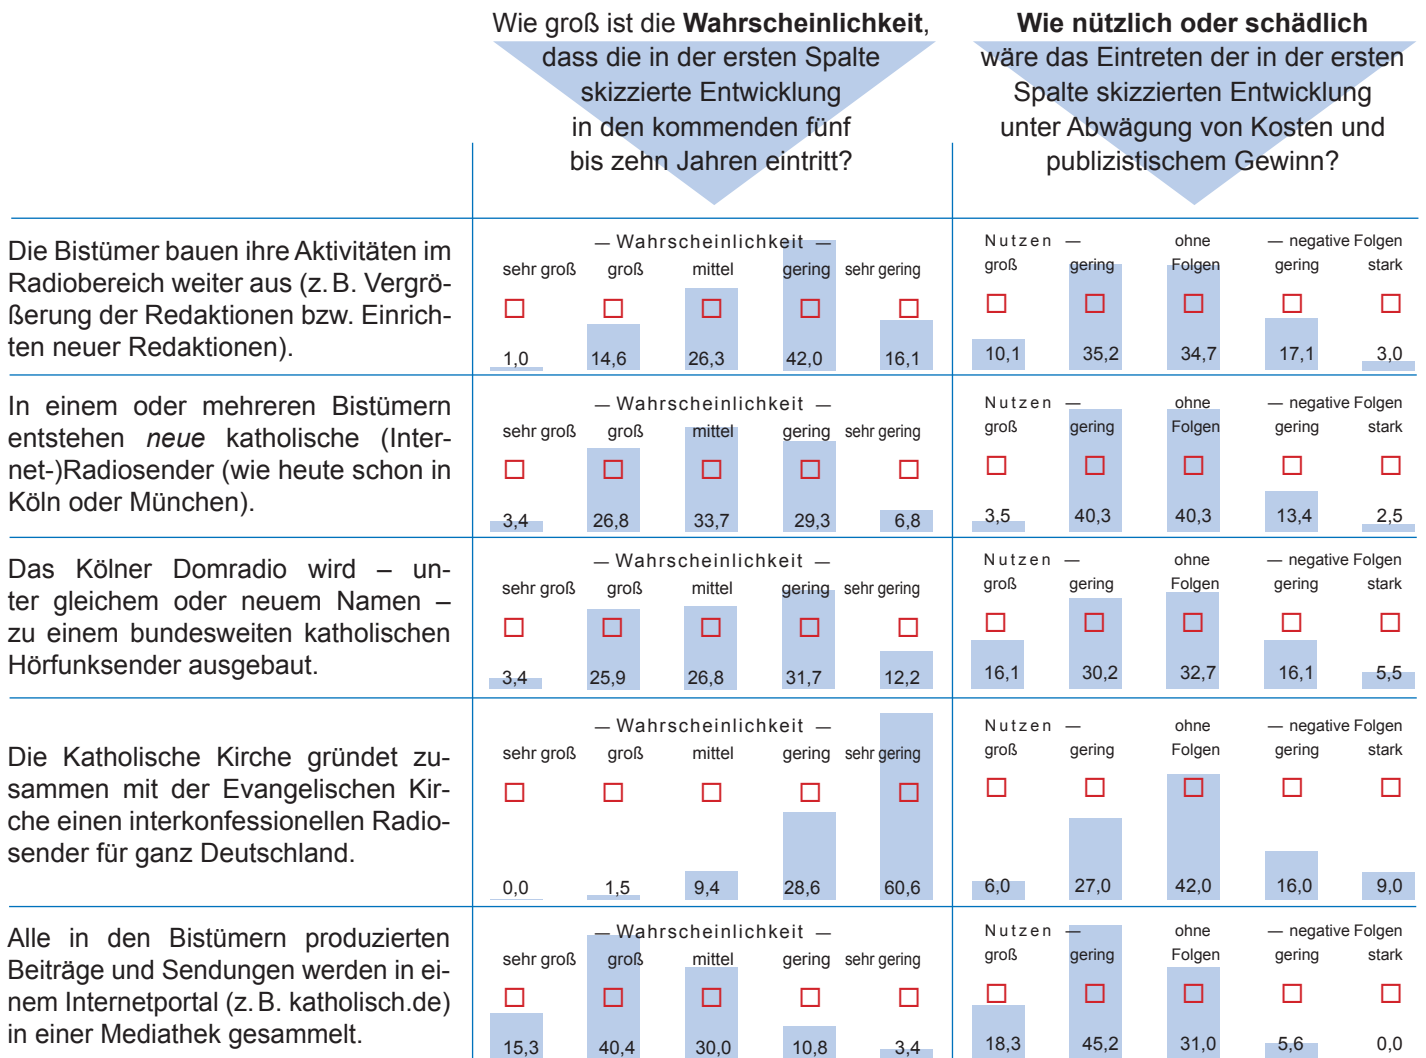 Wie groß ist die Wahrscheinlichkeit,
dass die in der ersten Spalte
skizzierte Entwicklung
in den kommenden fünf
bis zehn Jahren eintritt?
Wie nützlich oder schädlich
wäre das Eintreten der in der ersten
Spalte skizzierten Entwicklung
unter Abwägung von Kosten und
publizistischem Gewinn?
Die Bistümer bauen ihre Aktivitäten im
Radiobereich weiter aus (z. B. Vergrö-
ßerung der Redaktionen bzw. Einrich-
ten neuer Redaktionen).
— Wahrscheinlichkeit —
sehr groß groß mittel gering sehr gering
1,0 14,6 26,3 42,0 16,1
Nutzen — ohne — negative Folgen
groß gering Folgen gering stark
10,1 35,2 34,7 17,1 3,0
In einem oder mehreren Bistümern
entstehen neue katholische (Inter-
net-)Radiosender (wie heute schon in
Köln oder München).
— Wahrscheinlichkeit —
sehr groß groß mittel gering sehr gering
3,4 26,8 33,7 29,3 6,8
Nutzen — ohne — negative Folgen
groß gering Folgen gering stark
3,5 40,3 40,3 13,4 2,5
Das Kölner Domradio wird – un-
ter gleichem oder neuem Namen –
zu einem bundesweiten katholischen
Hörfunksender ausgebaut.
— Wahrscheinlichkeit —
sehr groß groß mittel gering sehr gering
3,4 25,9 26,8 31,7 12,2
Nutzen — ohne — negative Folgen
groß gering Folgen gering stark
16,1 30,2 32,7 16,1 5,5
Die Katholische Kirche gründet zu-
sammen mit der Evangelischen Kir-
che einen interkonfessionellen Radio-
sender für ganz Deutschland.
— Wahrscheinlichkeit —
sehr groß groß mittel gering sehr gering
0,0 1,5 9,4 28,6 60,6
Nutzen — ohne — negative Folgen
groß gering Folgen gering stark
6,0 27,0 42,0 16,0 9,0
Alle in den Bistümern produzierten
Beiträge und Sendungen werden in ei-
nem Internetportal (z. B. katholisch.de)
in einer Mediathek gesammelt.
— Wahrscheinlichkeit —
sehr groß groß mittel gering sehr gering
15,3 40,4 30,0 10,8 3,4
Nutzen — ohne — negative Folgen
groß gering Folgen gering stark
18,3 45,2 31,0 5,6 0,0